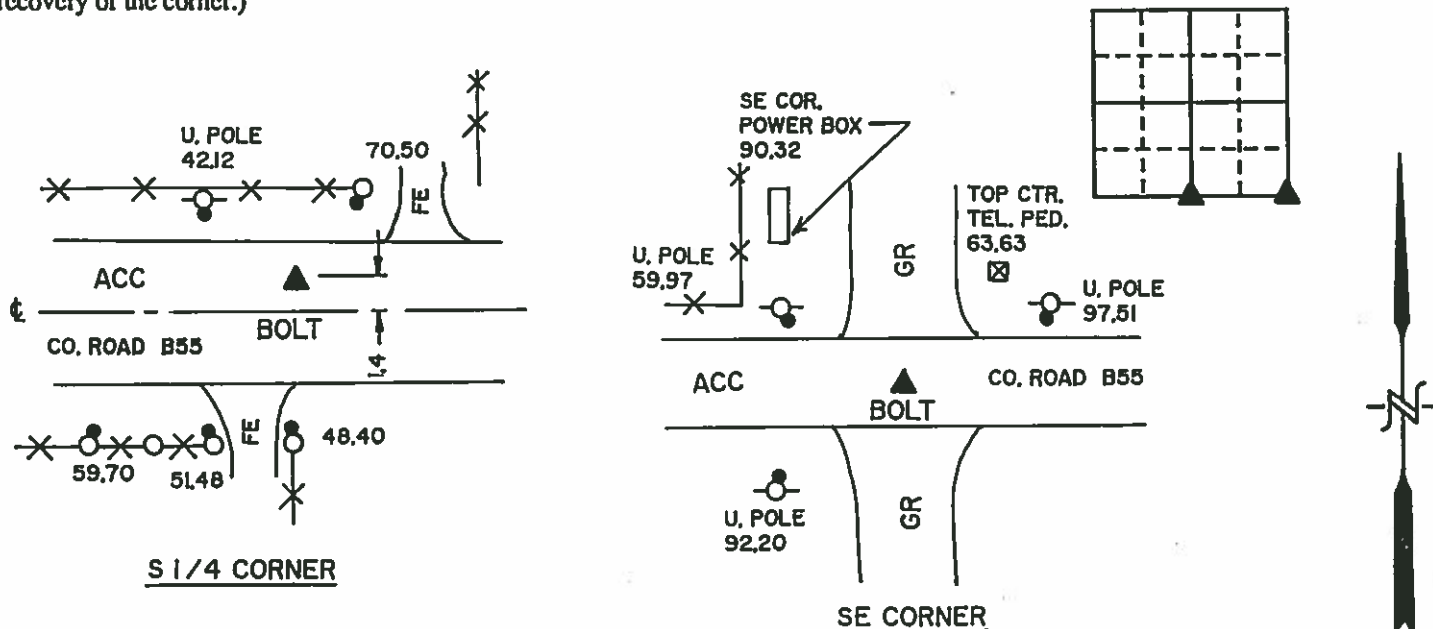 recovery of the corner.)
U. POLE
42.12
70.50
FE
ACC
BOLT
℄
CO. ROAD B55
1.4
FE
48.40
59.70
51.48
S 1/4 CORNER
SE COR.
POWER BOX
90.32
U. POLE
59.97
GR
TOP CTR.
TEL. PED.
63.63
U. POLE
97.51
ACC
BOLT
CO. ROAD B55
U. POLE
92.20
GR
SE CORNER
N